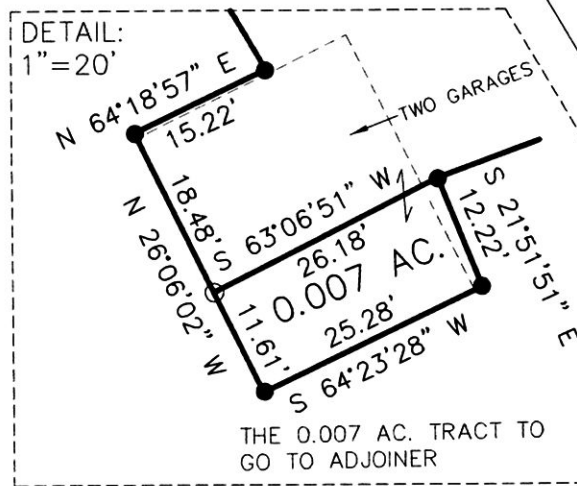 DETAIL:
1"=20'
N 64°18'57" E
15.22'
TWO GARAGES
18.48'
N 26°06'02" W
S 63°06'51" W
26.18'
S 21°51'51" E
12.22'
0.007 AC.
11.61'
25.28'
S 64°23'28" W
THE 0.007 AC. TRACT TO
GO TO ADJOINER